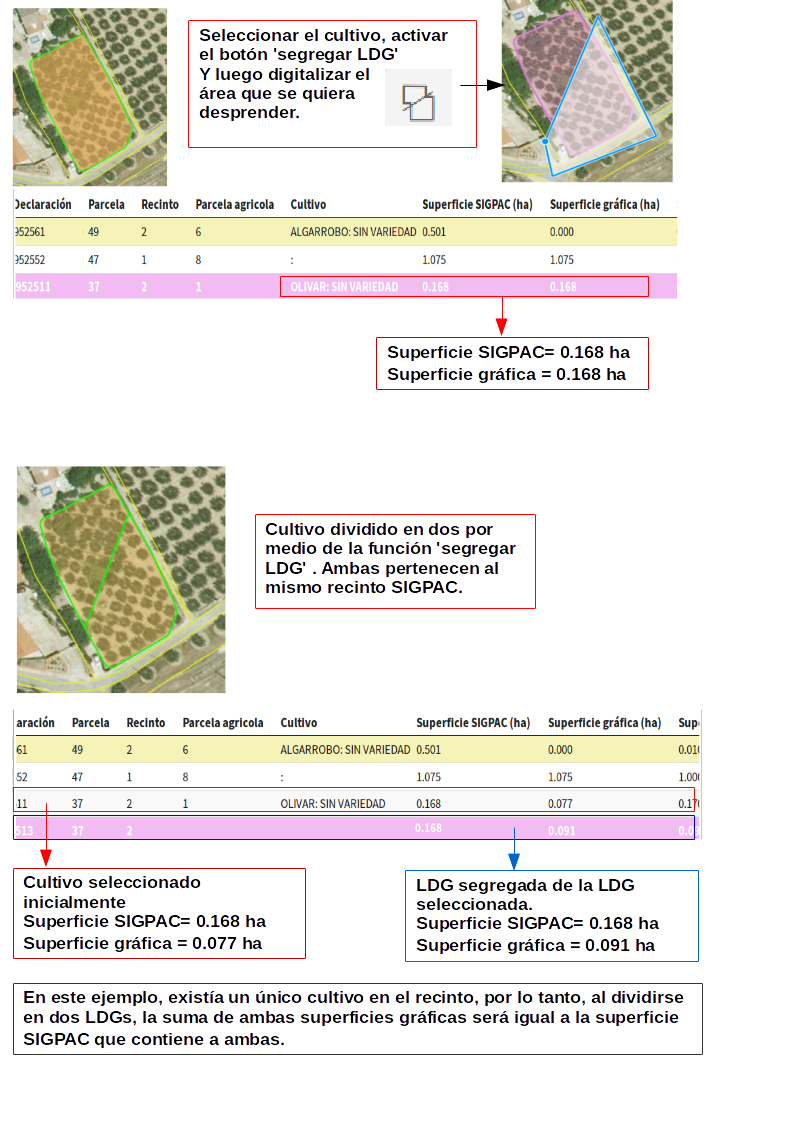 Seleccionar el cultivo, activar
el botón 'segregar LDG'
Y luego digitalizar el
área que se quiera
desprender.
Declaración Parcela Recinto Parcela agricola Cultivo Superficie SIGPAC (ha) Superficie gráfica (ha)
952561 49 2 6 ALGARROBO: SIN VARIEDAD 0.501 0.000
952552 47 1 8 : 1.075 1.075
952511 37 2 1 OLIVAR: SIN VARIEDAD 0.168 0.168
Superficie SIGPAC= 0.168 ha
Superficie gráfica = 0.168 ha
Cultivo dividido en dos por
medio de la función 'segregar
LDG' . Ambas pertenecen al
mismo recinto SIGPAC.
aración Parcela Recinto Parcela agricola Cultivo Superficie SIGPAC (ha) Superficie gráfica (ha) Sup
61 49 2 6 ALGARROBO: SIN VARIEDAD 0.501 0.000 0.01
52 47 1 8 : 1.075 1.075 1.00
11 37 2 1 OLIVAR: SIN VARIEDAD 0.168 0.077 0.17
513 37 2 0.168 0.091
Cultivo seleccionado
inicialmente
Superficie SIGPAC= 0.168 ha
Superficie gráfica = 0.077 ha
LDG segregada de la LDG
seleccionada.
Superficie SIGPAC= 0.168 ha
Superficie gráfica = 0.091 ha
En este ejemplo, existía un único cultivo en el recinto, por lo tanto, al dividirse
en dos LDGs, la suma de ambas superficies gráficas será igual a la superficie
SIGPAC que contiene a ambas.